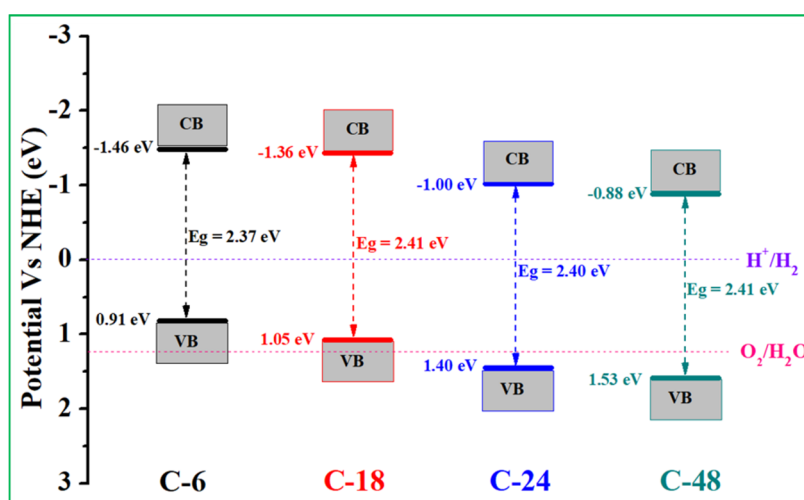 Potential Vs NHE (eV)
-3
-2
-1
0
1
2
3
CB
CB
CB
CB
-1.46 eV
-1.36 eV
-1.00 eV
-0.88 eV
Eg = 2.37 eV
Eg = 2.41 eV
Eg = 2.40 eV
Eg = 2.41 eV
H⁺/H₂
0.91 eV
1.05 eV
1.40 eV
1.53 eV
O₂/H₂O
VB
VB
VB
VB
C-6
C-18
C-24
C-48